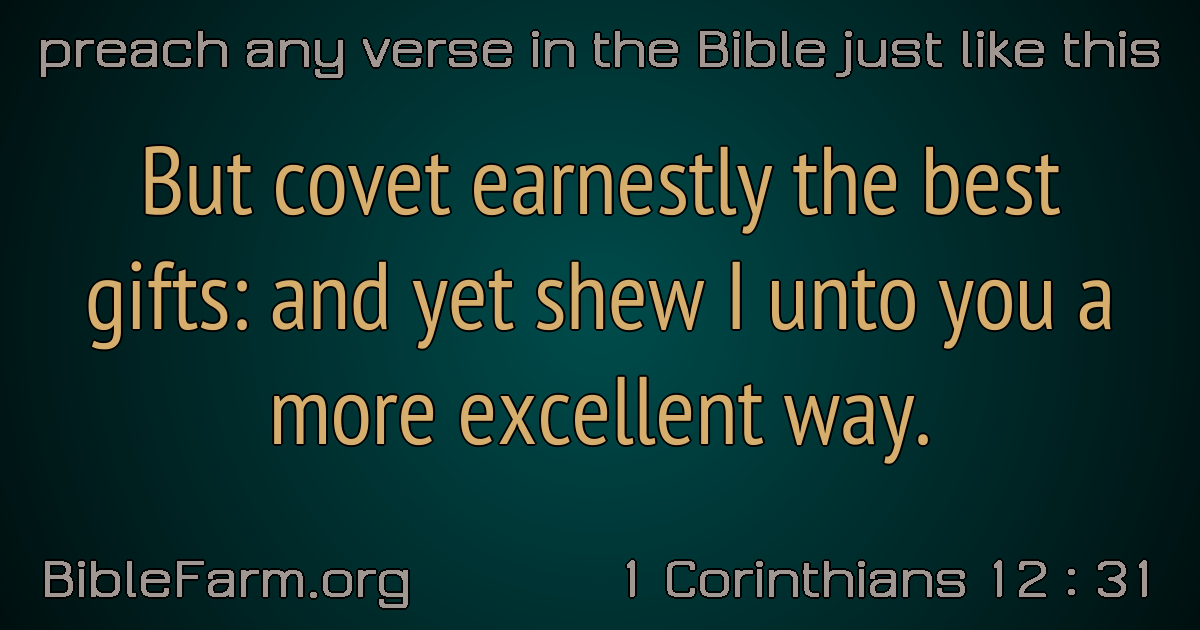 preach any verse in the Bible just like this
But covet earnestly the best
gifts: and yet shew I unto you a
more excellent way.
BibleFarm.org
1 Corinthians 12 : 31